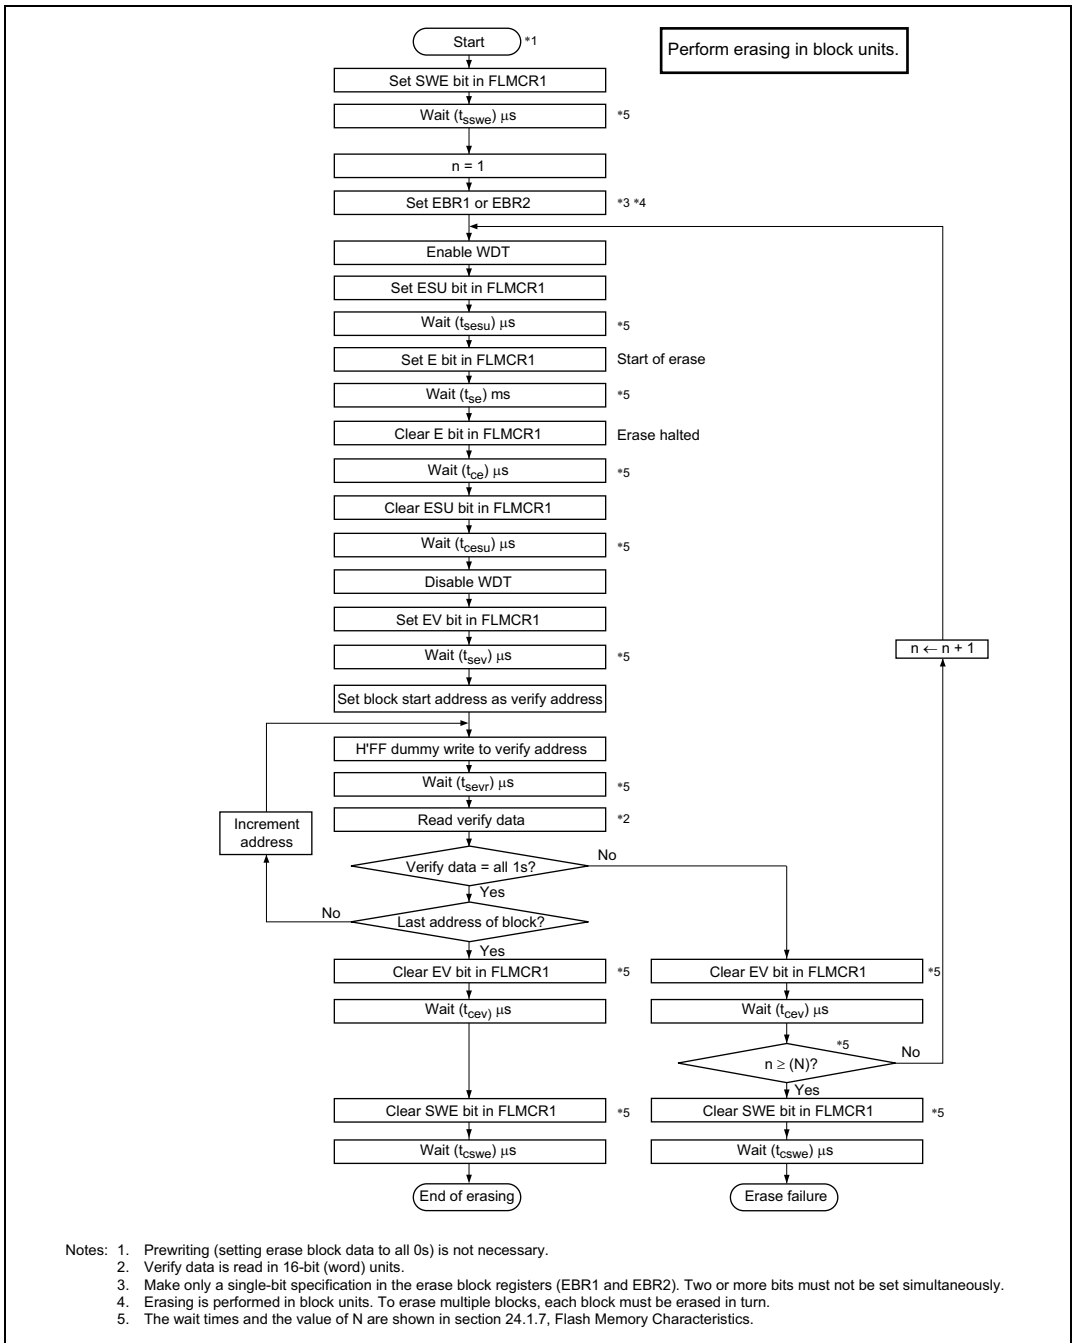 Start *1
Perform erasing in block units.
Set SWE bit in FLMCR1
Wait (tsswe) μs *5
n = 1
Set EBR1 or EBR2 *3 *4
Enable WDT
Set ESU bit in FLMCR1
Wait (tsesu) μs *5
Set E bit in FLMCR1 Start of erase
Wait (tse) ms *5
Clear E bit in FLMCR1 Erase halted
Wait (tce) μs *5
Clear ESU bit in FLMCR1
Wait (tcesu) μs *5
Disable WDT
Set EV bit in FLMCR1
Wait (tsev) μs *5
n ← n + 1
Set block start address as verify address
H'FF dummy write to verify address
Wait (tsevr) μs *5
Read verify data *2
Increment
address
Verify data = all 1s?
No
Yes
Last address of block?
No
Yes
Clear EV bit in FLMCR1 *5
Wait (tcev) μs
Clear SWE bit in FLMCR1 *5
Wait (tcswe) μs
End of erasing
Clear EV bit in FLMCR1 *5
Wait (tcev) μs
n ≥ (N)? *5
No
Yes
Clear SWE bit in FLMCR1 *5
Wait (tcswe) μs
Erase failure
Notes: 1. Prewriting (setting erase block data to all 0s) is not necessary.
2. Verify data is read in 16-bit (word) units.
3. Make only a single-bit specification in the erase block registers (EBR1 and EBR2). Two or more bits must not be set simultaneously.
4. Erasing is performed in block units. To erase multiple blocks, each block must be erased in turn.
5. The wait times and the value of N are shown in section 24.1.7, Flash Memory Characteristics.